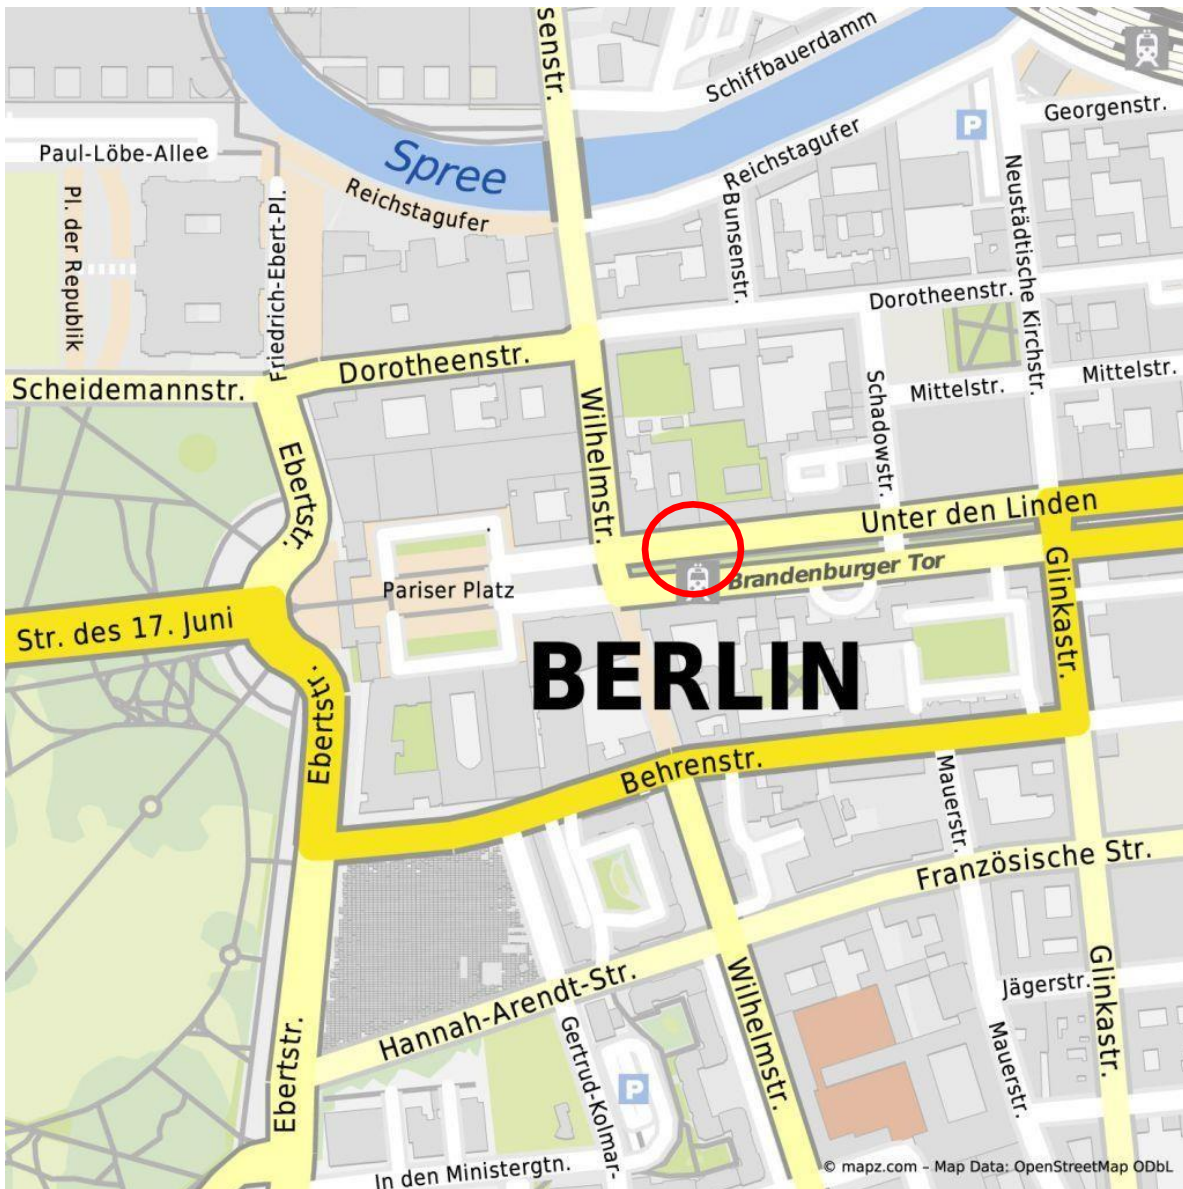 senstr.
Schiffbauerdamm
Georgenstr.
P
Paul-Löbe-Allee
Spree
Reichstagufer
Reichstagufer
Bunsenstr.
Neustädtische Kirchstr.
Pl. der Republik
Friedrich-Ebert-Pl.
Dorotheenstr.
Dorotheenstr.
Scheidemannstr.
Mittelstr.
Mittelstr.
Schadowstr.
Wilhelmstr.
Ebertstr.
Unter den Linden
Brandenburger Tor
Pariser Platz
Glinkastr.
Str. des 17. Juni
BERLIN
Ebertstr.
Behrenstr.
Mauerstr.
Französische Str.
Hannah-Arendt-Str.
Wilhelmstr.
Glinkastr.
Jägerstr.
Ebertstr.
Gertrud-Kolmar-
Mauerstr.
P
In den Ministergtn.
© mapz.com – Map Data: OpenStreetMap ODbL